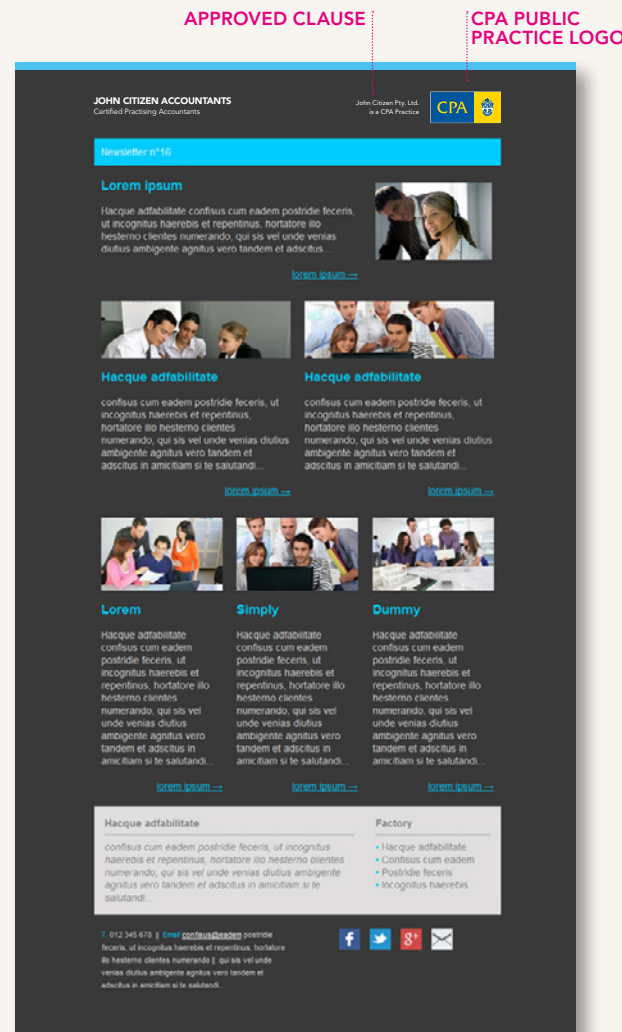 APPROVED CLAUSE
CPA PUBLIC
PRACTICE LOGO
JOHN CITIZEN ACCOUNTANTS
Certified Practising Accountants
John Citizen Pty. Ltd.
is a CPA Practice
CPA
Newsletter n°16
Lorem ipsum
Hacque adfabilitate confisus cum eadem postridie feceris,
ut incognitus haerebis et repentinus, hortatore illo
hesterno clientes numerando, qui sis vel unde venias
diutius ambigente agnitus vero tandem et adscitus...
lorem ipsum →
Hacque adfabilitate
confisus cum eadem postridie feceris, ut
incognitus haerebis et repentinus,
hortatore illo hesterno clientes
numerando, qui sis vel unde venias diutius
ambigente agnitus vero tandem et
adscitus in amicitiam si te salutandi...
lorem ipsum →
Hacque adfabilitate
confisus cum eadem postridie feceris, ut
incognitus haerebis et repentinus,
hortatore illo hesterno clientes
numerando, qui sis vel unde venias diutius
ambigente agnitus vero tandem et
adscitus in amicitiam si te salutandi...
lorem ipsum →
Lorem
Hacque adfabilitate
confisus cum eadem
postridie feceris, ut
incognitus haerebis et
repentinus, hortatore illo
hesterno clientes
numerando, qui sis vel
unde venias diutius
ambigente agnitus vero
tandem et adscitus in
amicitiam si te salutandi...
lorem ipsum →
Simply
Hacque adfabilitate
confisus cum eadem
postridie feceris, ut
incognitus haerebis et
repentinus, hortatore illo
hesterno clientes
numerando, qui sis vel
unde venias diutius
ambigente agnitus vero
tandem et adscitus in
amicitiam si te salutandi...
lorem ipsum →
Dummy
Hacque adfabilitate
confisus cum eadem
postridie feceris, ut
incognitus haerebis et
repentinus, hortatore illo
hesterno clientes
numerando, qui sis vel
unde venias diutius
ambigente agnitus vero
tandem et adscitus in
amicitiam si te salutandi...
lorem ipsum →
Hacque adfabilitate
confisus cum eadem postridie feceris, ut incognitus
haerebis et repentinus, hortatore illo hesterno clientes
numerando, qui sis vel unde venias diutius ambigente
agnitus vero tandem et adscitus in amicitiam si te
salutandi...
Factory
• Hacque adfabilitate
• Confisus cum eadem
• Postridie feceris
• Incognitus haerebis
T. 012 345 678 || Email confisus@eadem postridie
feceris, ut incognitus haerebis et repentinus, hortatore
illo hesterno clientes numerando || qui sis vel unde
venias diutius ambigente agnitus vero tandem et
adscitus in amicitiam si te salutandi...
f
g+